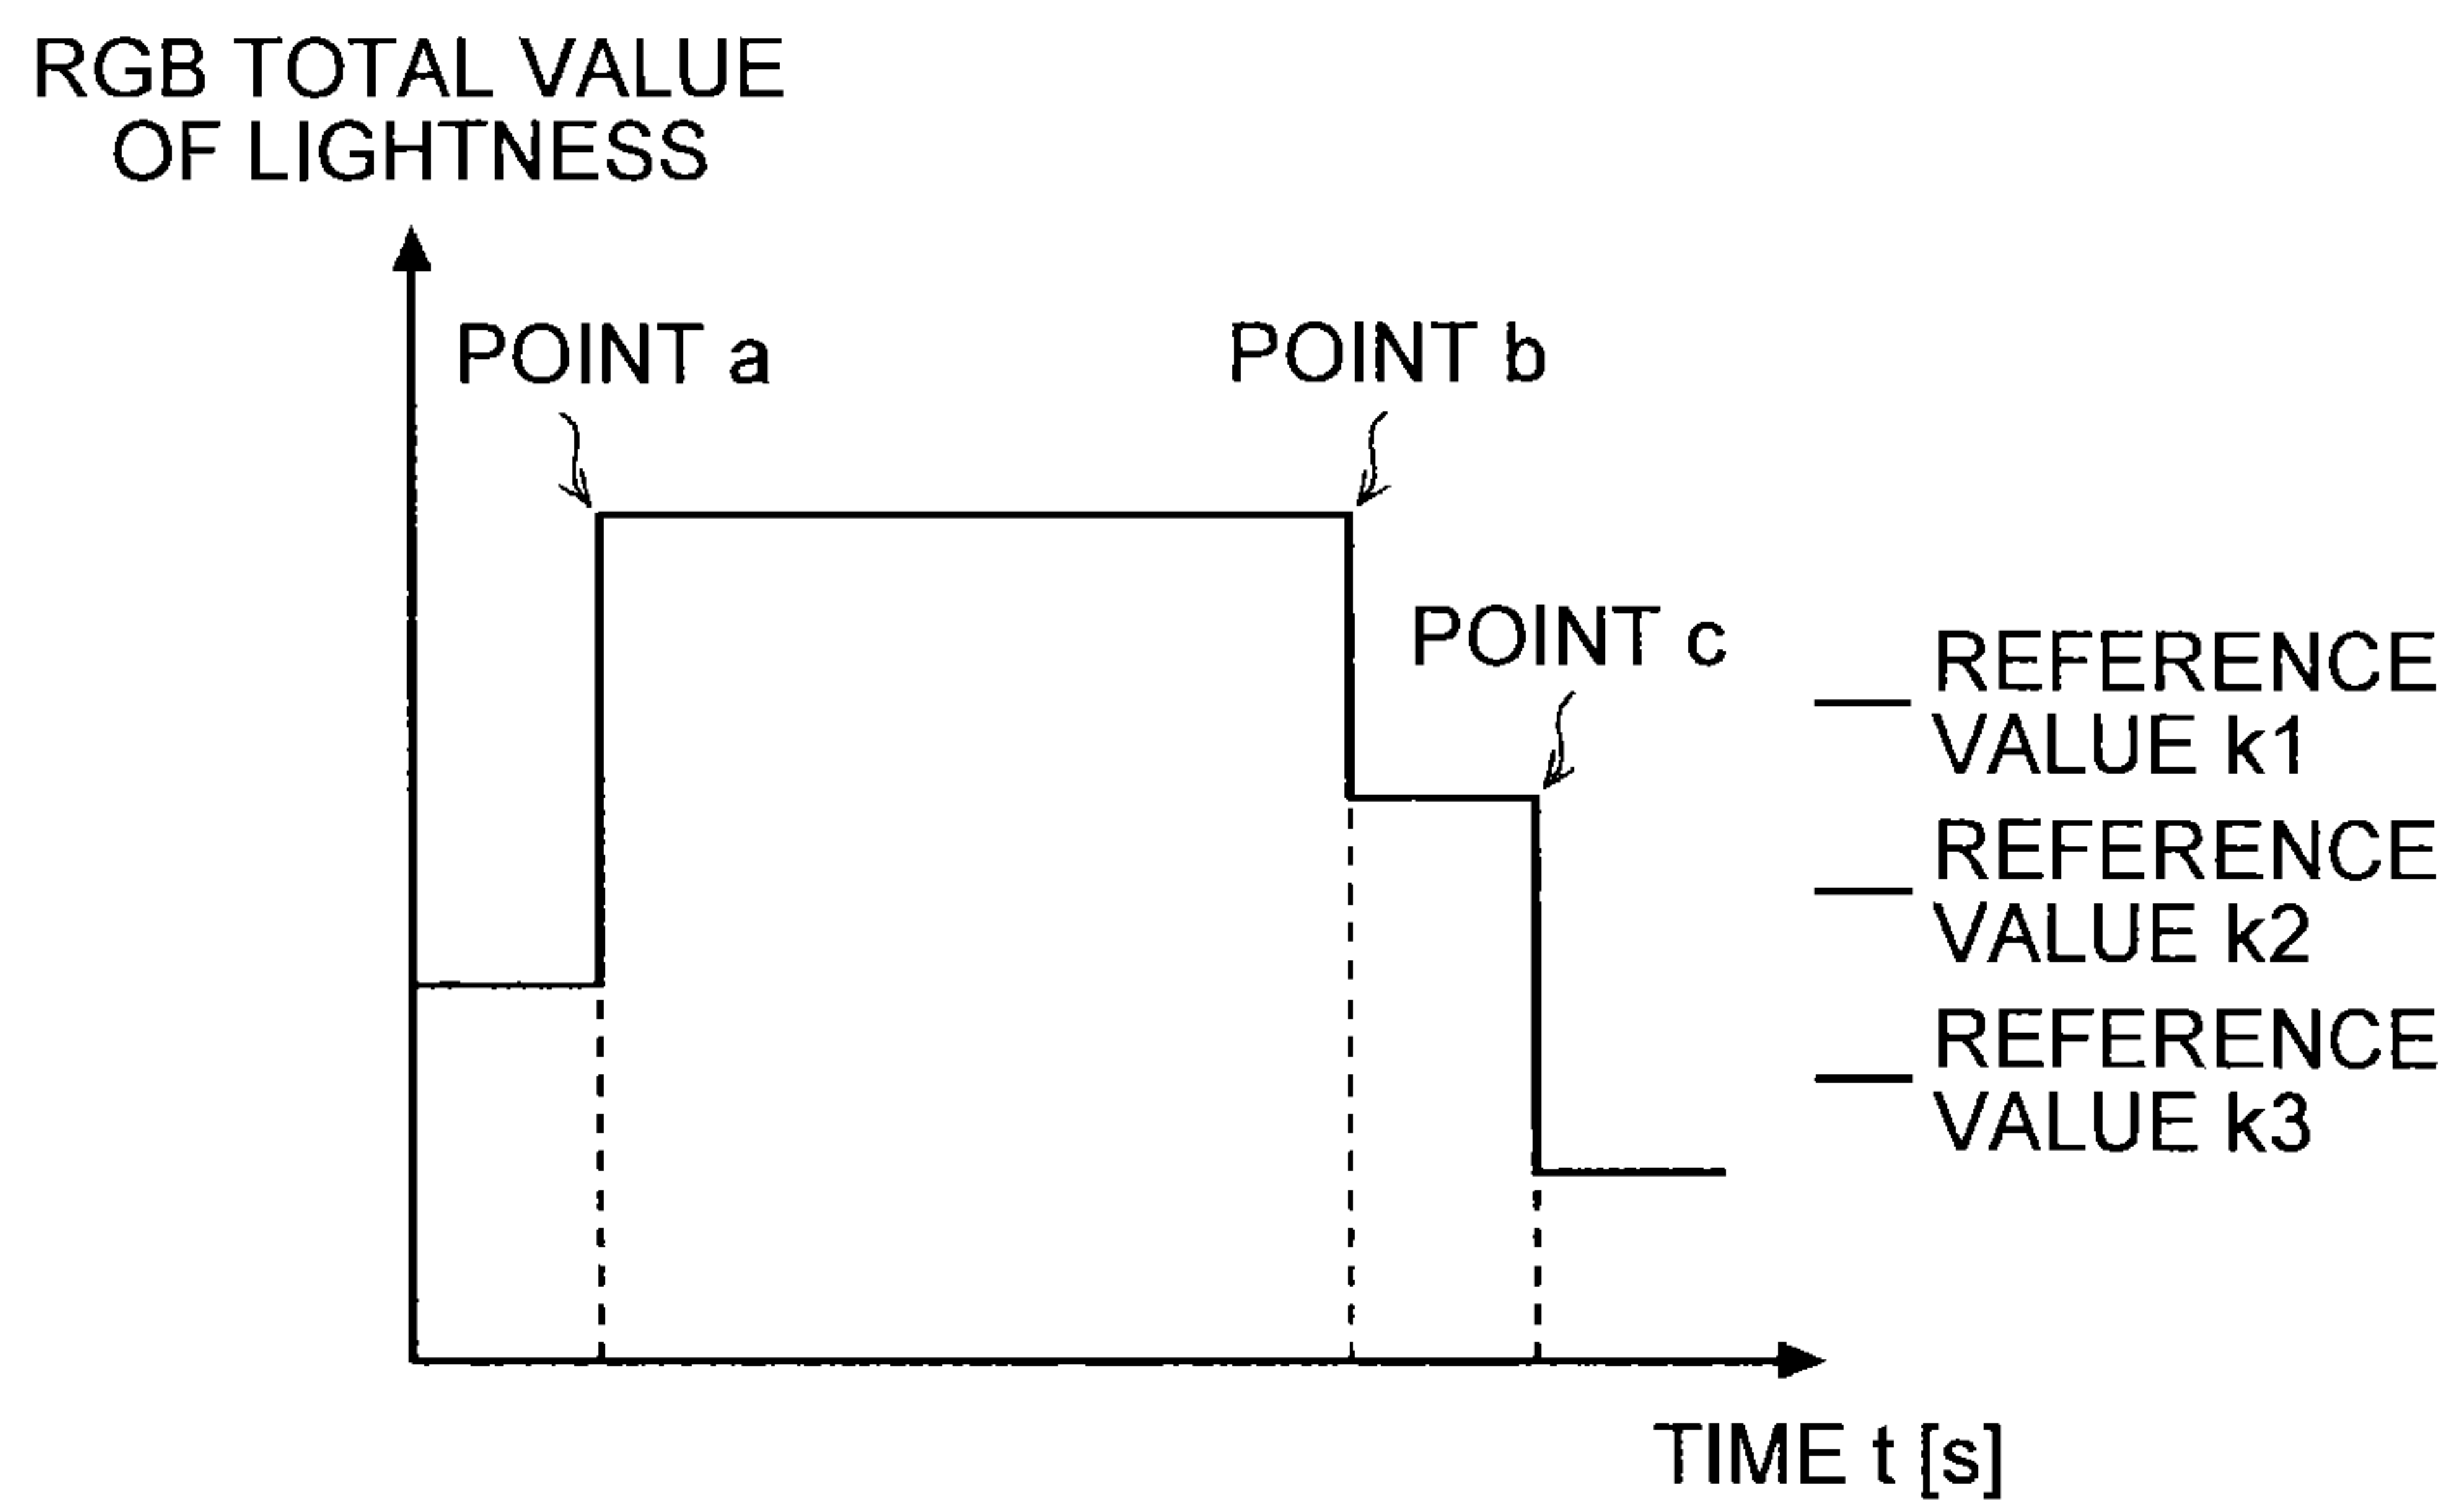 RGB TOTAL VALUE
OF LIGHTNESS
POINT a
POINT b
POINT c
REFERENCE
VALUE k1
REFERENCE
VALUE k2
REFERENCE
VALUE k3
TIME t [s]